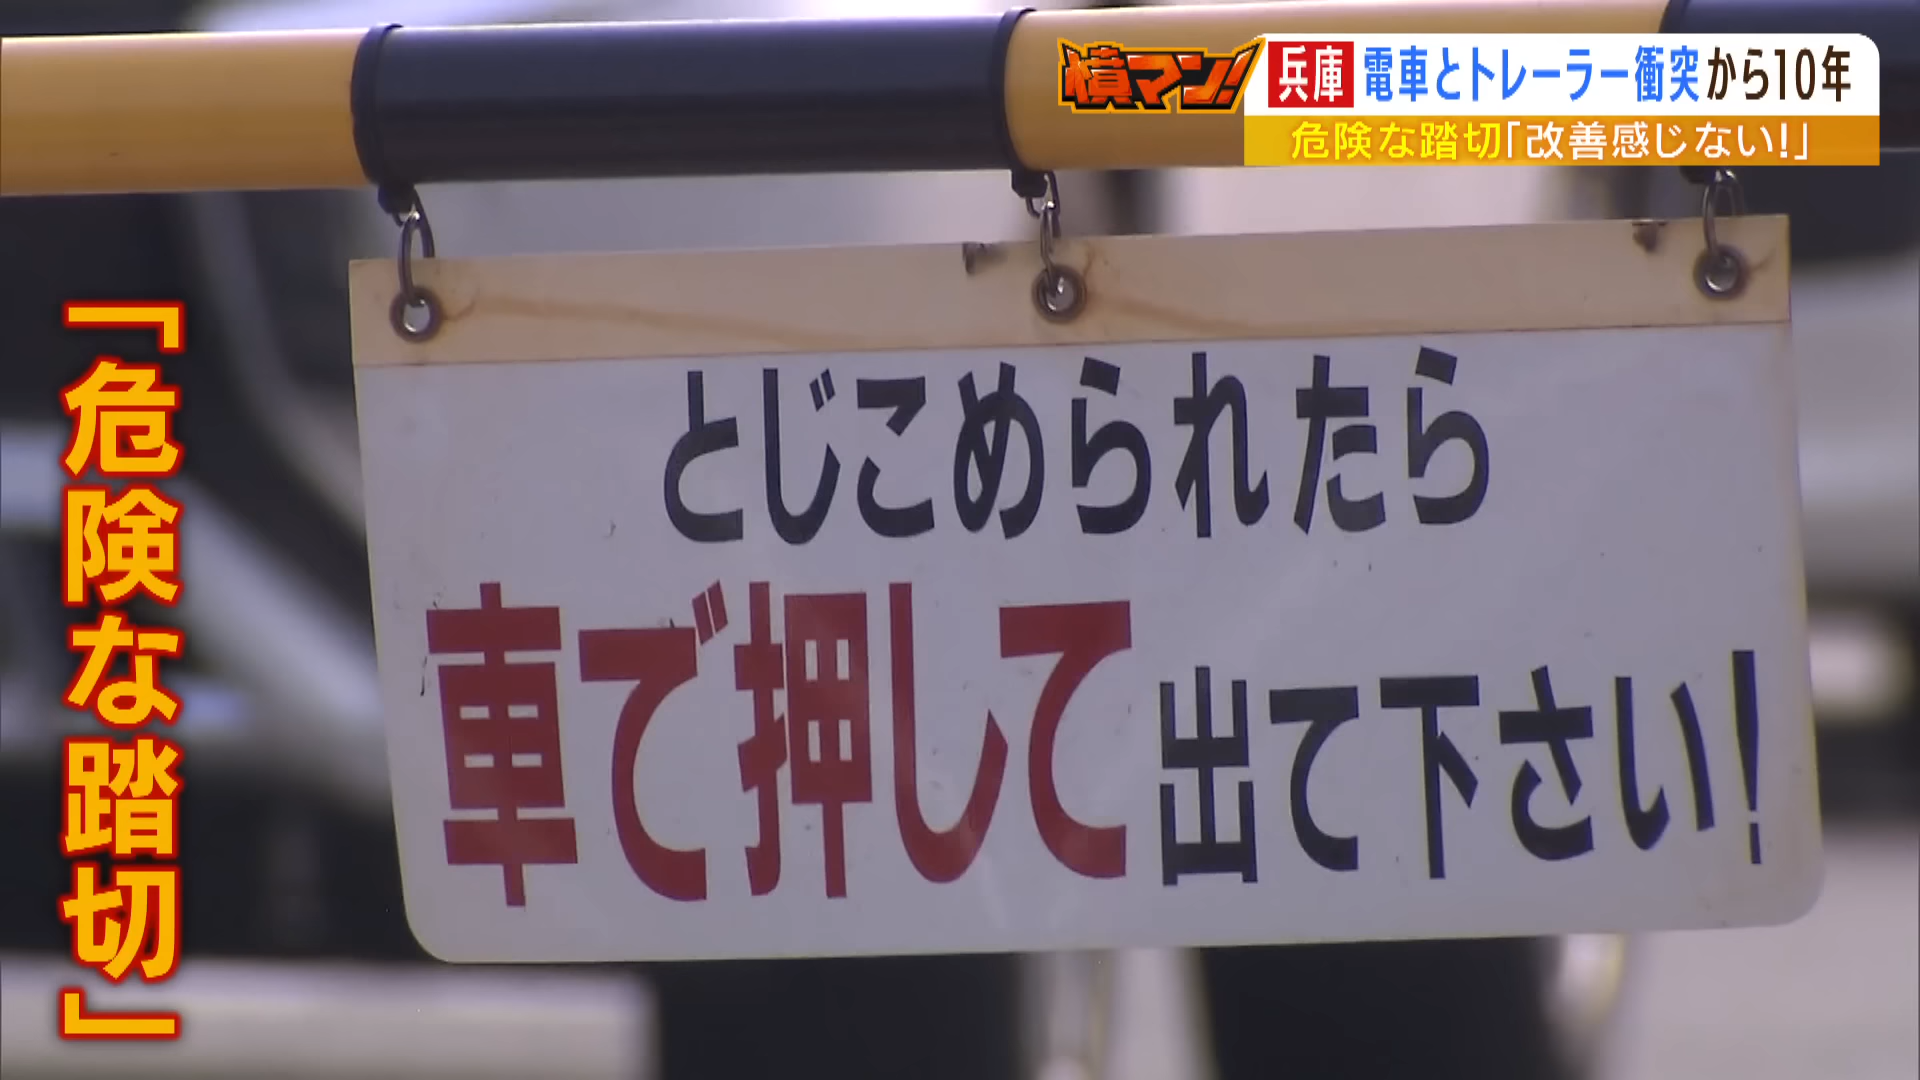 憤マン!
兵庫 電車とトレーラー衝突から10年
危険な踏切「改善感じない!」
「危険な踏切」
とじこめられたら
車で押して出て下さい!